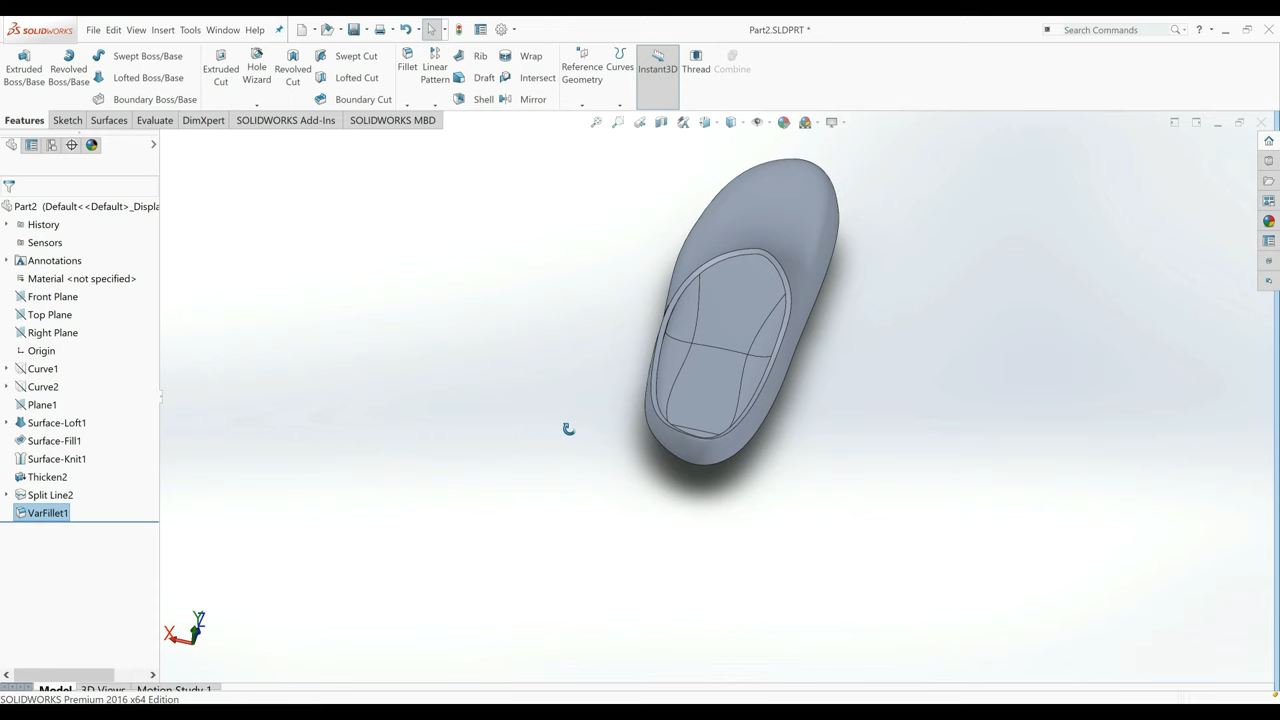 SOLIDWORKS File Edit View Insert Tools Window Help Part2.SLDPRT * Search Commands ?
Extruded Boss/Base
Revolved Boss/Base
Swept Boss/Base
Lofted Boss/Base
Boundary Boss/Base
Extruded Cut
Hole Wizard
Revolved Cut
Swept Cut
Lofted Cut
Boundary Cut
Fillet
Linear Pattern
Rib
Draft
Shell
Wrap
Intersect
Mirror
Reference Geometry
Curves
Instant3D
Thread
Combine
Features Sketch Surfaces Evaluate DimXpert SOLIDWORKS Add-Ins SOLIDWORKS MBD
Part2 (Default<<Default>_Displa
History
Sensors
Annotations
Material <not specified>
Front Plane
Top Plane
Right Plane
Origin
Curve1
Curve2
Plane1
Surface-Loft1
Surface-Fill1
Surface-Knit1
Thicken2
Split Line2
VarFillet1
Y
Z
X
Model 3D Views Motion Study 1
SOLIDWORKS Premium 2016 x64 Edition